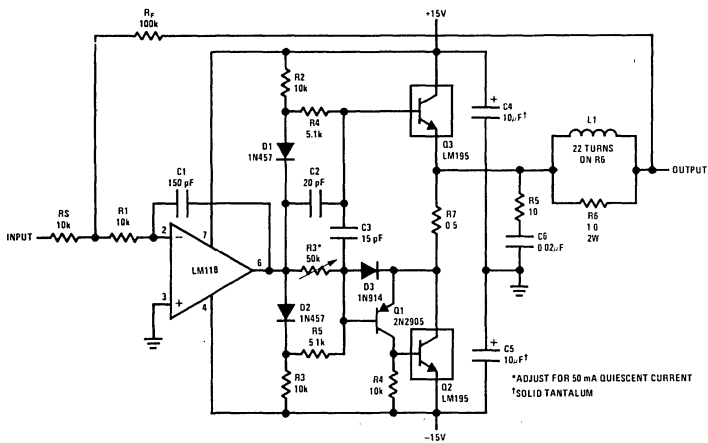 RF
100k
+15V
R2
10k
R4
5.1k
D1
1N457
Q3
LM195
C4
10µF†
+
L1
22 TURNS
ON R6
OUTPUT
C1
150 pF
C2
20 pF
C3
15 pF
R7
0 5
R5
10
R6
1 0
2W
C6
0 02µF
RS
10k
R1
10k
INPUT
2
−
7
LM118
6
3
+
4
R3*
50k
D3
1N914
D2
1N457
R5
5 1k
Q1
2N2905
R3
10k
R4
10k
Q2
LM195
+
C5
10µF†
*ADJUST FOR 50 mA QUIESCENT CURRENT
†SOLID TANTALUM
−15V